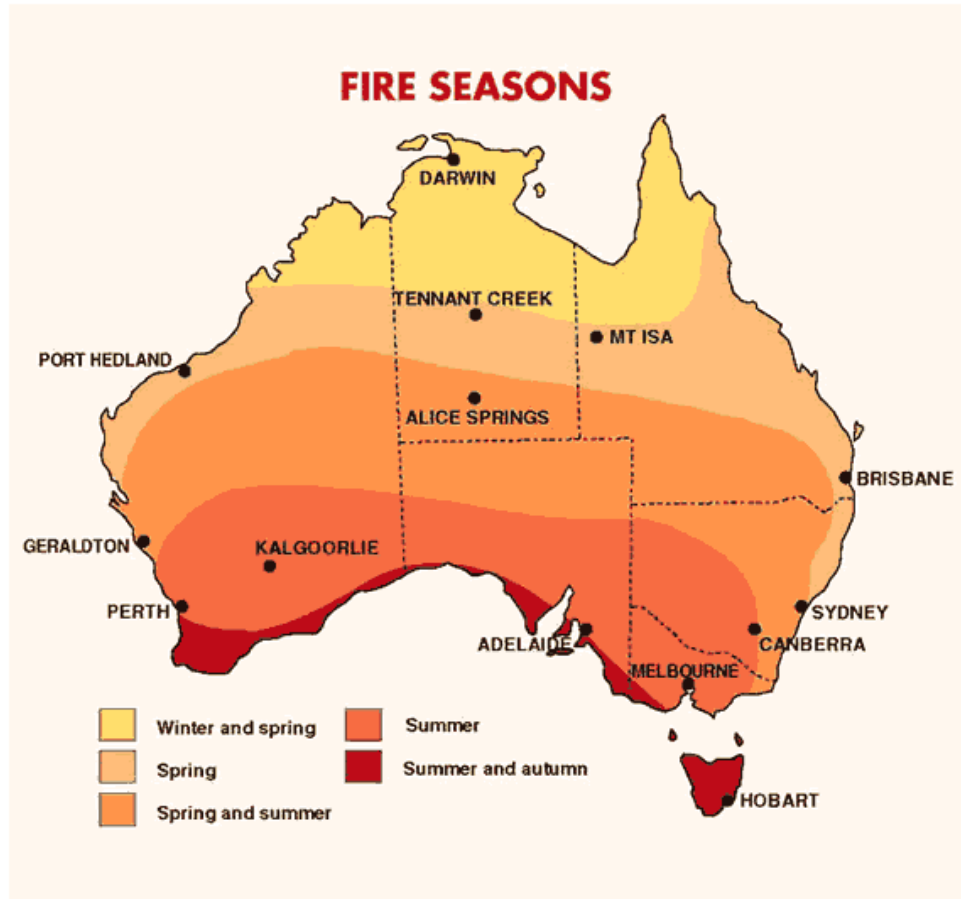 FIRE SEASONS
DARWIN
TENNANT CREEK
MT ISA
PORT HEDLAND
ALICE SPRINGS
BRISBANE
GERALDTON
KALGOORLIE
PERTH
SYDNEY
ADELAIDE
CANBERRA
MELBOURNE
Winter and spring
Summer
Spring
Summer and autumn
Spring and summer
HOBART